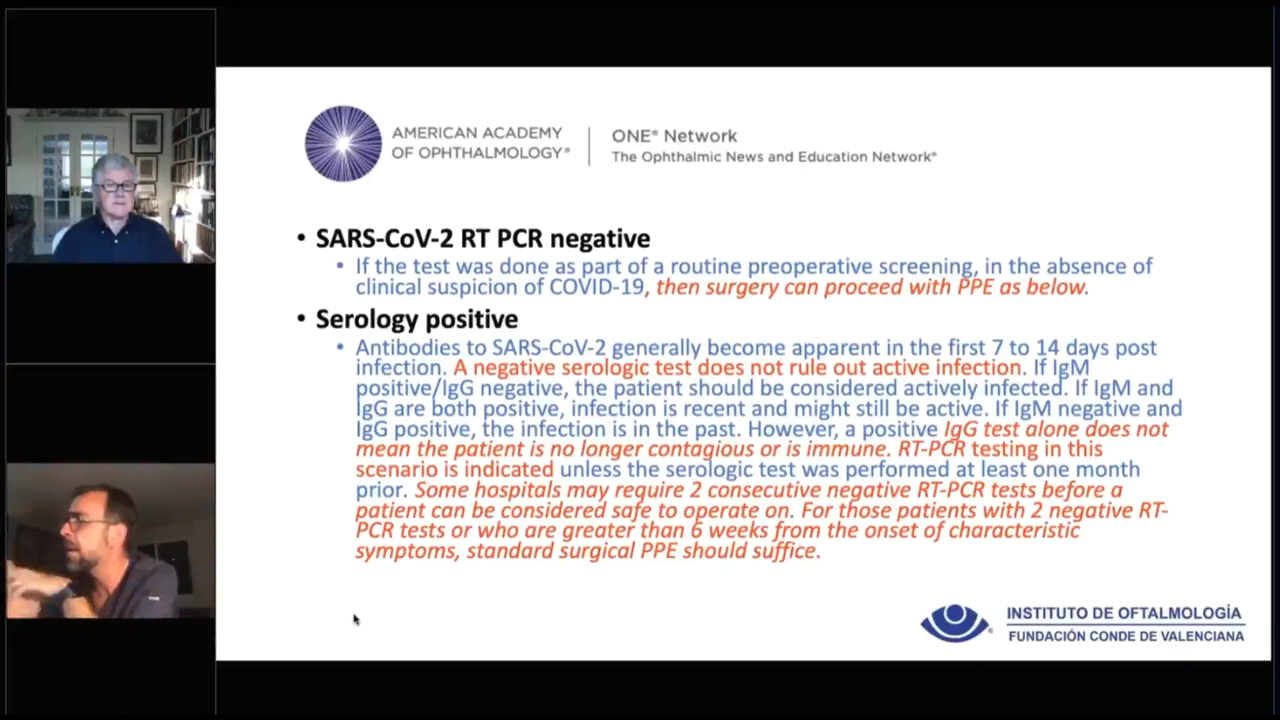 AMERICAN ACADEMY
OF OPHTHALMOLOGY®
ONE® Network
The Ophthalmic News and Education Network®
• SARS-CoV-2 RT PCR negative
• If the test was done as part of a routine preoperative screening, in the absence of
clinical suspicion of COVID-19, then surgery can proceed with PPE as below.
• Serology positive
• Antibodies to SARS-CoV-2 generally become apparent in the first 7 to 14 days post
infection. A negative serologic test does not rule out active infection. If IgM
positive/IgG negative, the patient should be considered actively infected. If IgM and
IgG are both positive, infection is recent and might still be active. If IgM negative and
IgG positive, the infection is in the past. However, a positive IgG test alone does not
mean the patient is no longer contagious or is immune. RT-PCR testing in this
scenario is indicated unless the serologic test was performed at least one month
prior. Some hospitals may require 2 consecutive negative RT-PCR tests before a
patient can be considered safe to operate on. For those patients with 2 negative RT-
PCR tests or who are greater than 6 weeks from the onset of characteristic
symptoms, standard surgical PPE should suffice.
INSTITUTO DE OFTALMOLOGÍA
FUNDACIÓN CONDE DE VALENCIANA